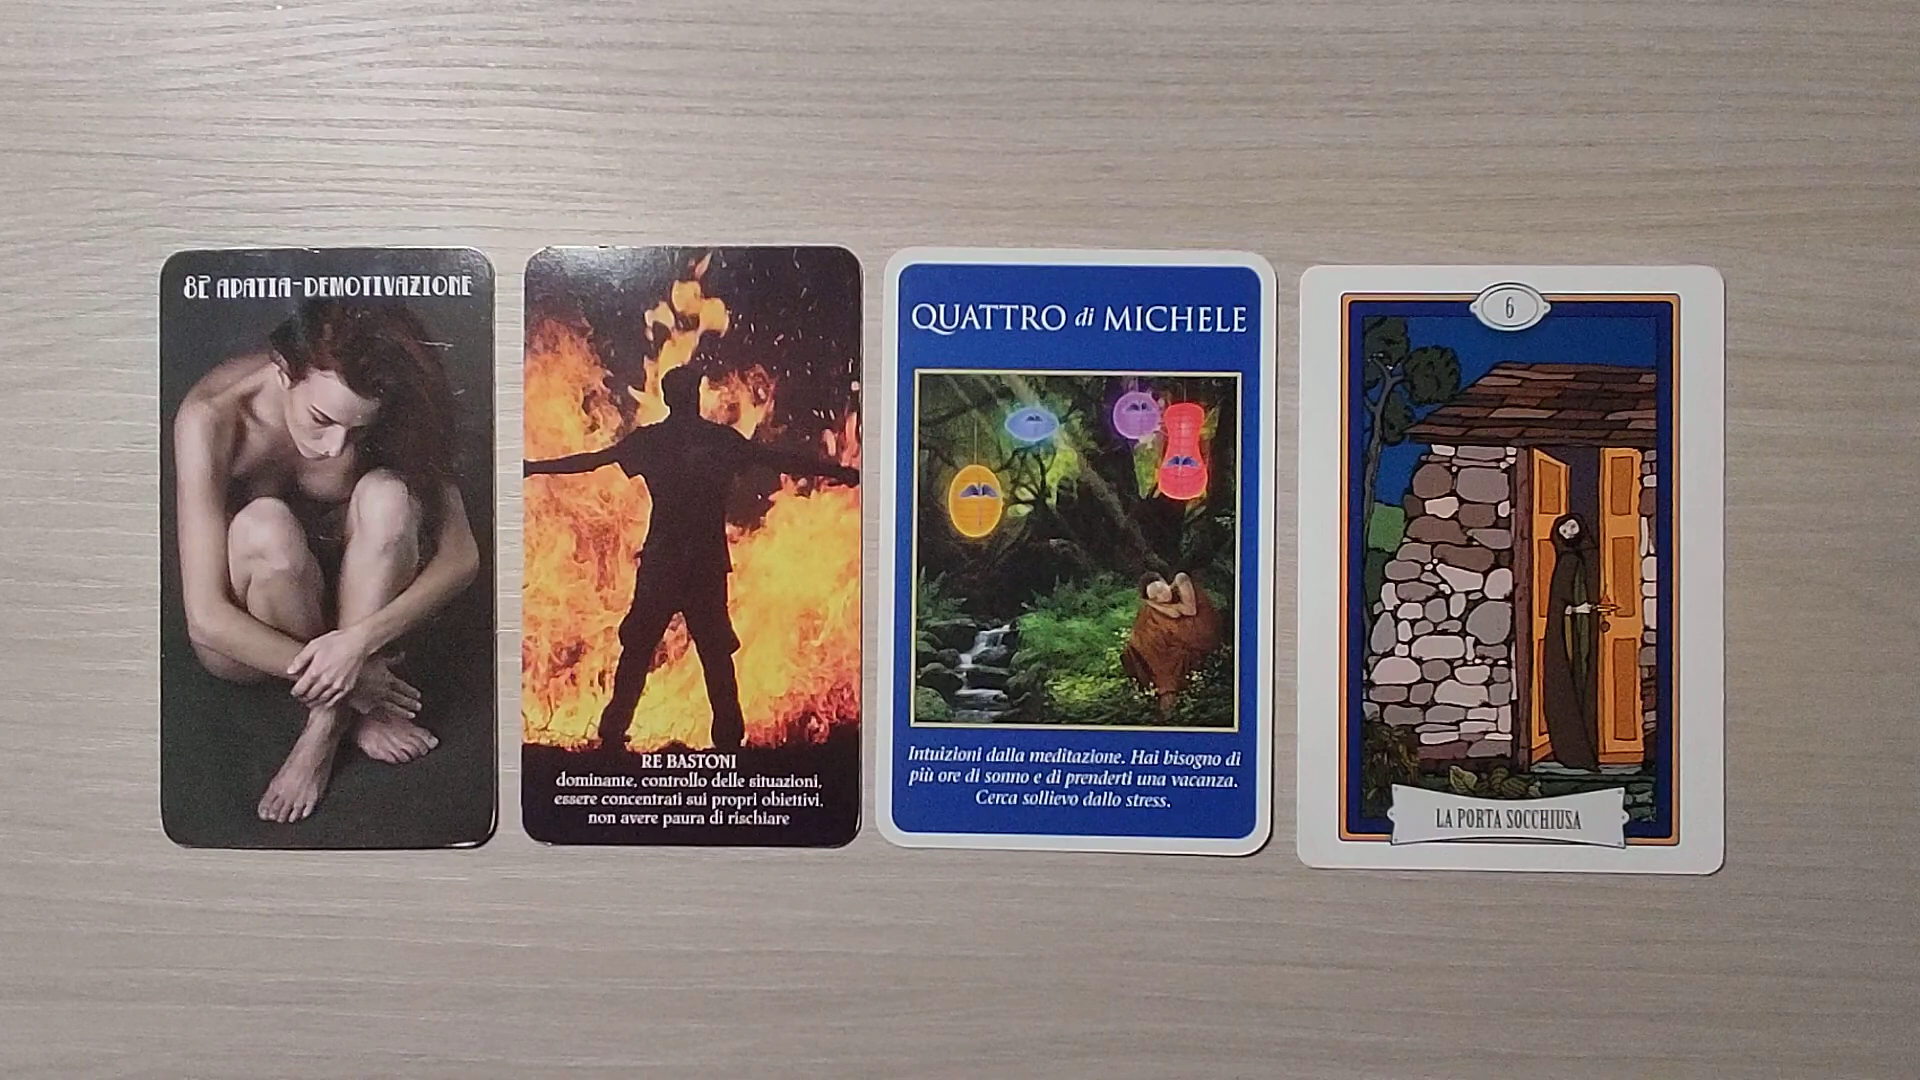 82 APATIA-DEMOTIVAZIONE
RE BASTONI
dominante, controllo delle situazioni,
essere concentrati sui propri obiettivi,
non avere paura di rischiare
QUATTRO di MICHELE
Intuizioni dalla meditazione. Hai bisogno di
più ore di sonno e di prenderti una vacanza.
Cerca sollievo dallo stress.
6
LA PORTA SOCCHIUSA